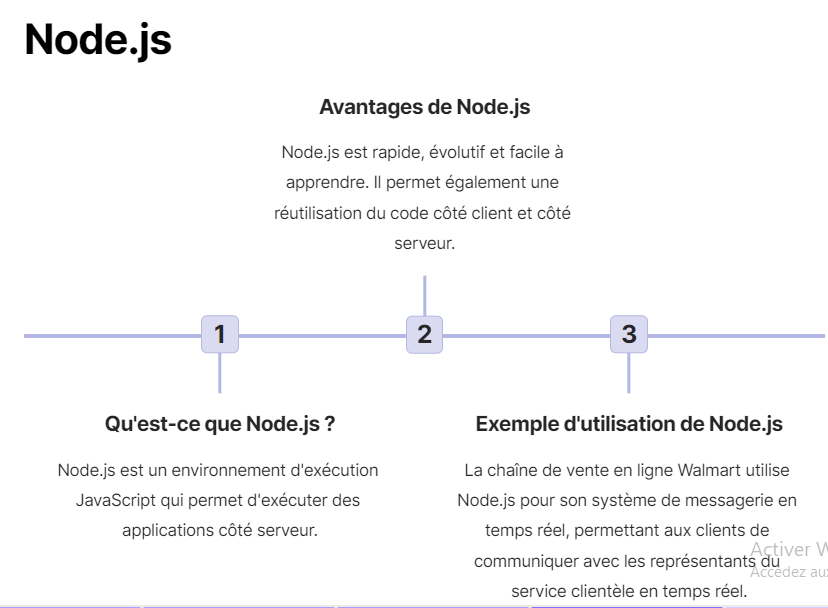 Node.js
Avantages de Node.js
Node.js est rapide, évolutif et facile à
apprendre. Il permet également une
réutilisation du code côté client et côté
serveur.
1
2
3
Qu'est-ce que Node.js ?
Node.js est un environnement d'exécution
JavaScript qui permet d'exécuter des
applications côté serveur.
Exemple d'utilisation de Node.js
La chaîne de vente en ligne Walmart utilise
Node.js pour son système de messagerie en
temps réel, permettant aux clients de
communiquer avec les représentants du
service clientèle en temps réel.
Activer W
Accédez aux